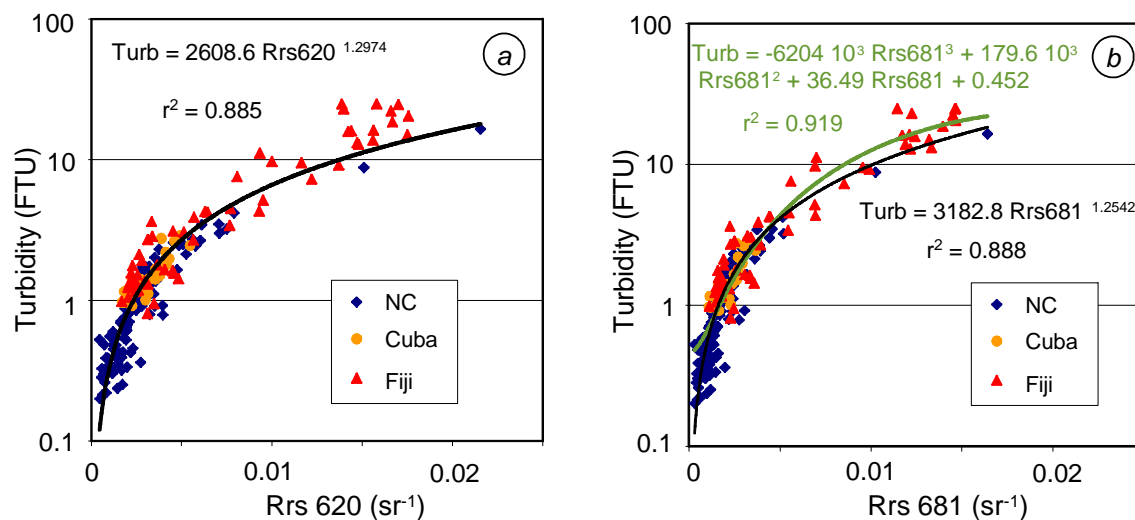 100
10
1
0.1
Turbidity (FTU)
Turb = 2608.6 Rrs620 ^1.2974
r² = 0.885
a
NC
Cuba
Fiji
0
0.01
0.02
Rrs 620 (sr⁻¹)
100
10
1
0.1
Turbidity (FTU)
Turb = -6204 10³ Rrs681³ + 179.6 10³
Rrs681² + 36.49 Rrs681 + 0.452
r² = 0.919
b
Turb = 3182.8 Rrs681 ^1.2542
r² = 0.888
NC
Cuba
Fiji
0
0.01
0.02
Rrs 681 (sr⁻¹)